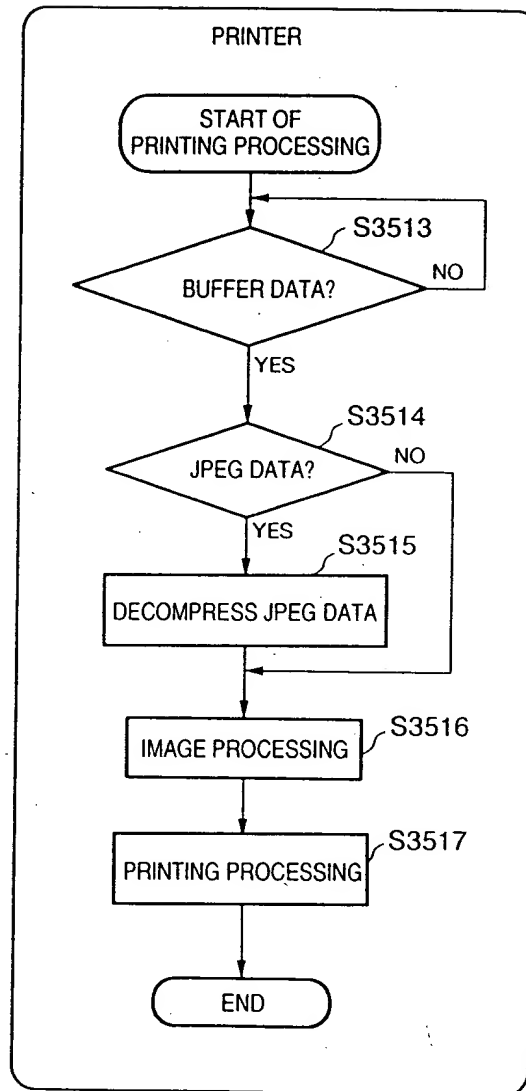 PRINTER
START OF
PRINTING PROCESSING
S3513
BUFFER DATA?
NO
YES
S3514
JPEG DATA?
NO
YES
S3515
DECOMPRESS JPEG DATA
IMAGE PROCESSING
S3516
PRINTING PROCESSING
S3517
END